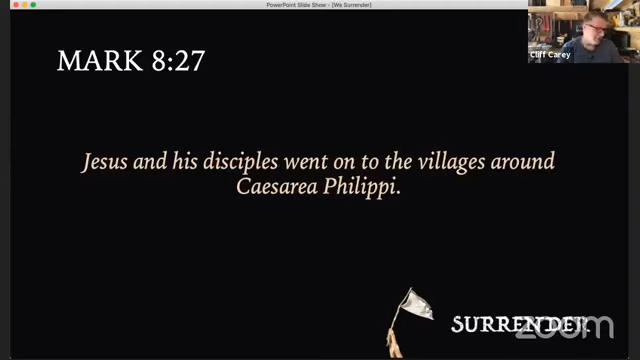 PowerPoint Slide Show - [We Surrender]
MARK 8:27
Cliff Carey
Jesus and his disciples went on to the villages around
Caesarea Philippi.
SURRENDER
zoom